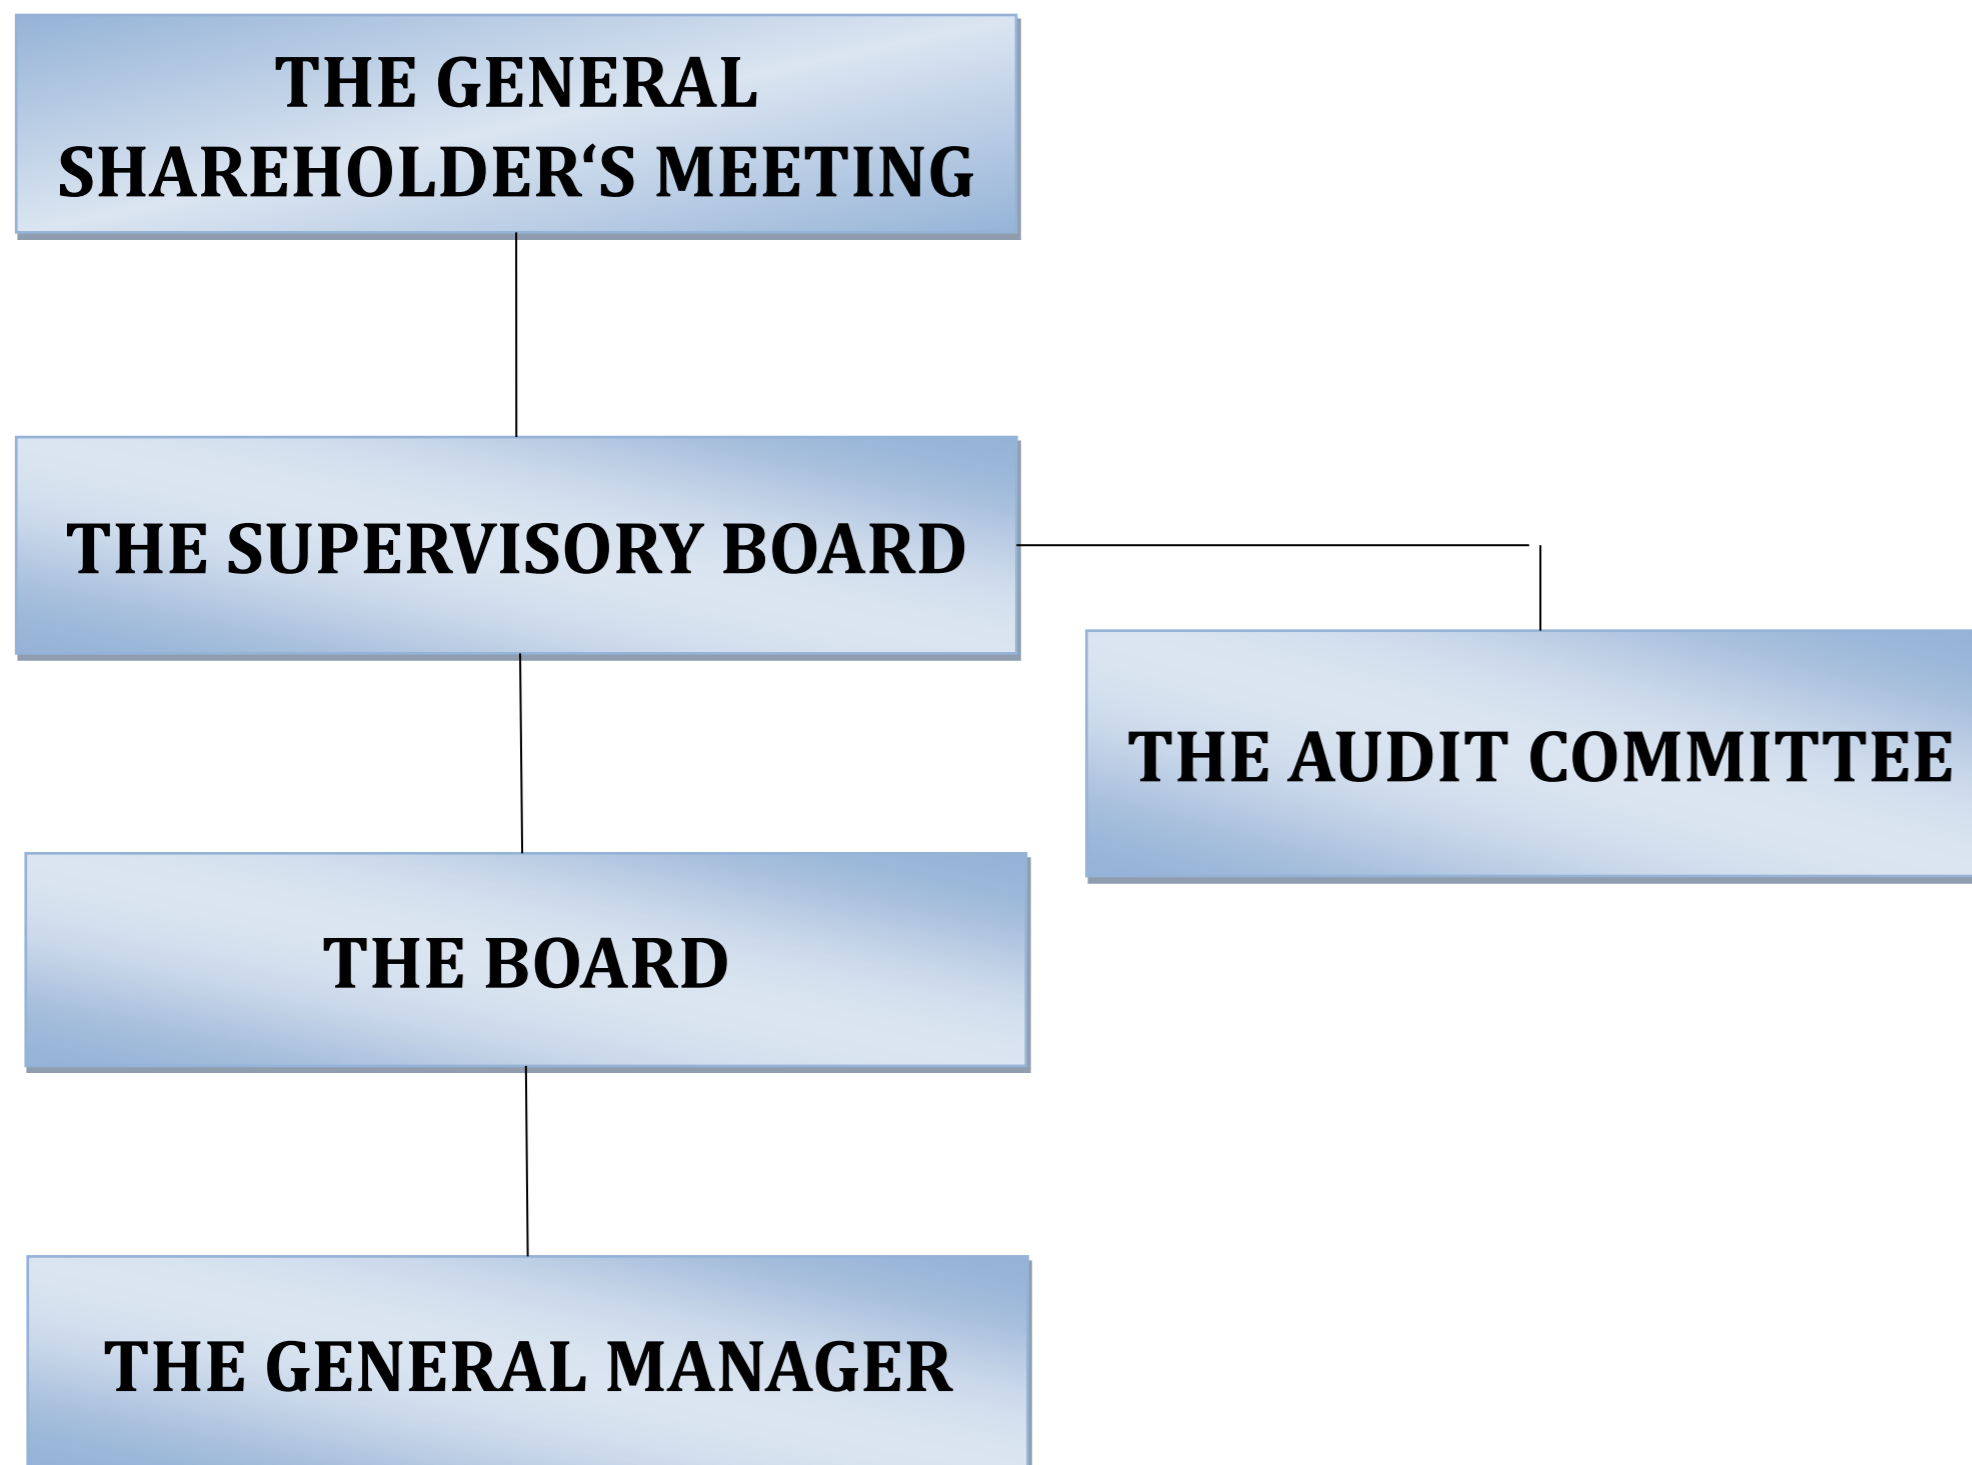 THE GENERAL
SHAREHOLDER‘S MEETING
THE SUPERVISORY BOARD
THE AUDIT COMMITTEE
THE BOARD
THE GENERAL MANAGER